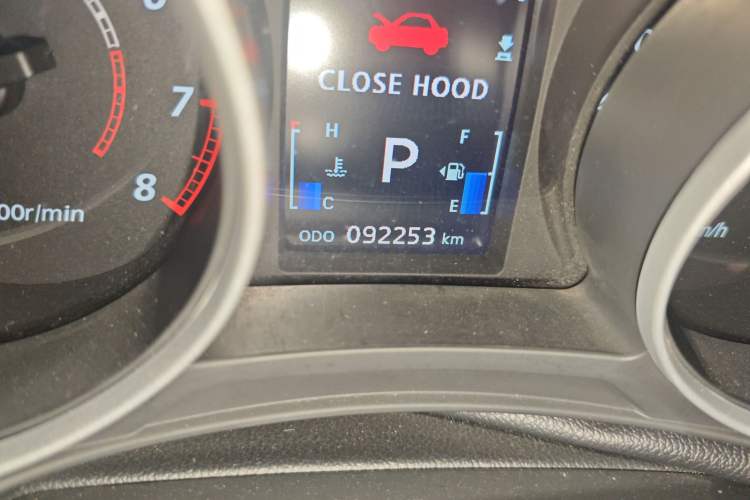 CLOSE HOOD
7
H
P
F
8
C
E
00r/min
ODO 092253 km
m/h